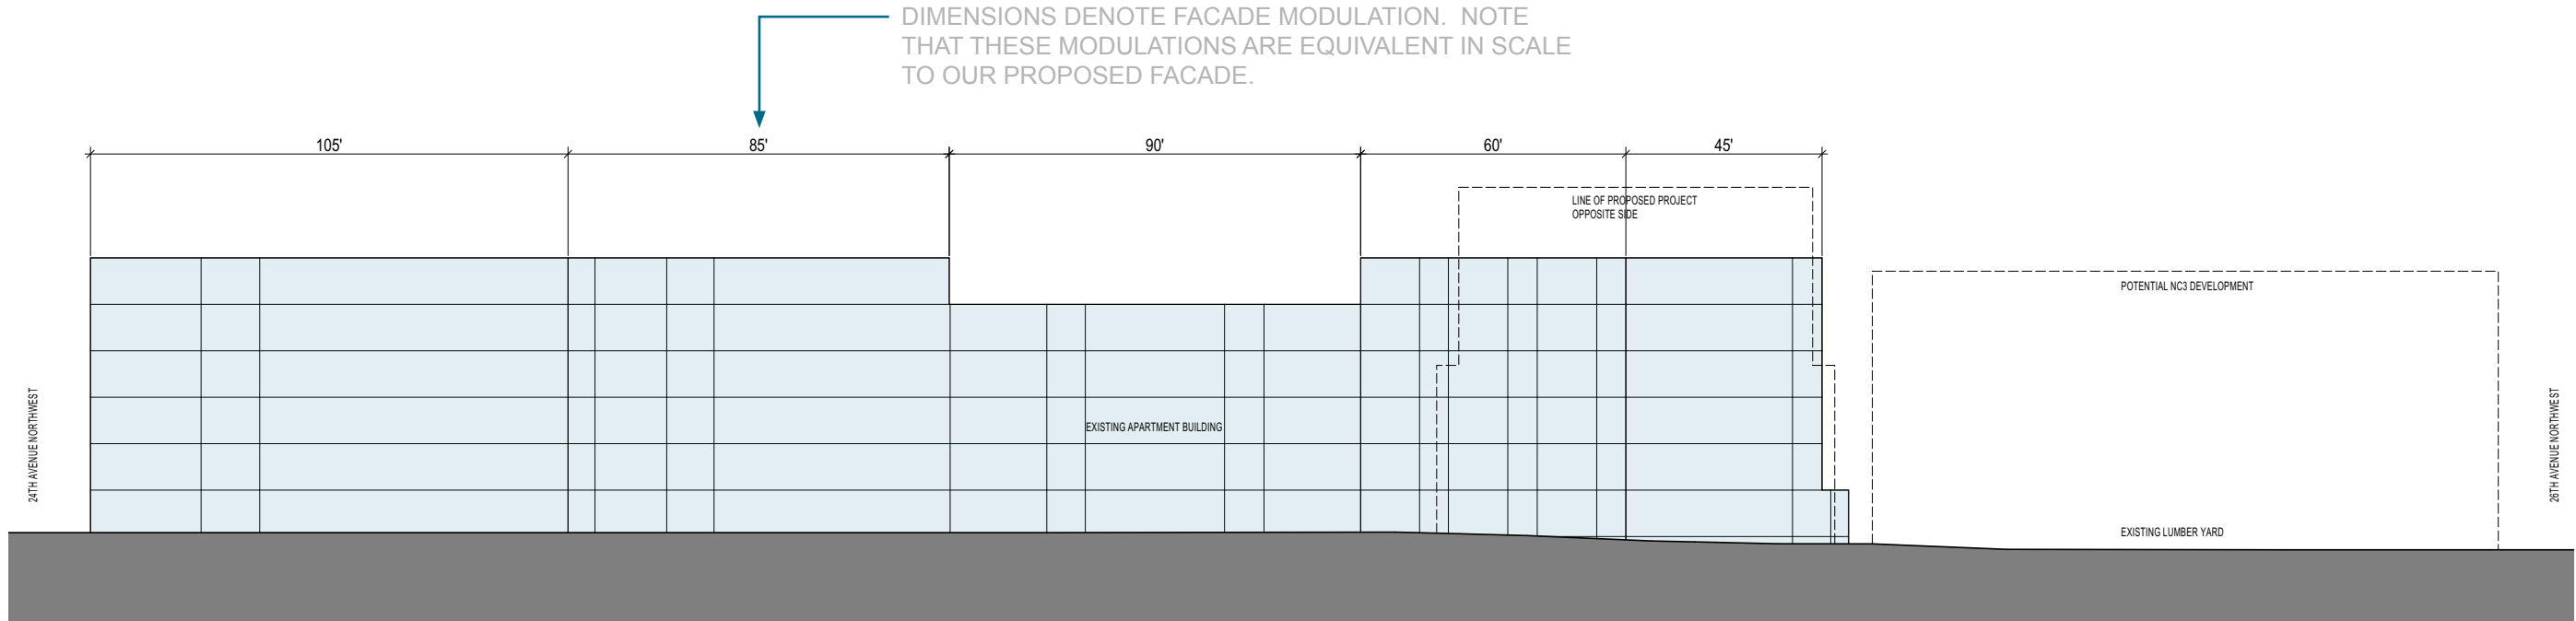 DIMENSIONS DENOTE FACADE MODULATION. NOTE
THAT THESE MODULATIONS ARE EQUIVALENT IN SCALE
TO OUR PROPOSED FACADE.
105'
85'
90'
60'
45'
LINE OF PROPOSED PROJECT
OPPOSITE SIDE
POTENTIAL NC3 DEVELOPMENT
EXISTING APARTMENT BUILDING
24TH AVENUE NORTHWEST
26TH AVENUE NORTHWEST
EXISTING LUMBER YARD